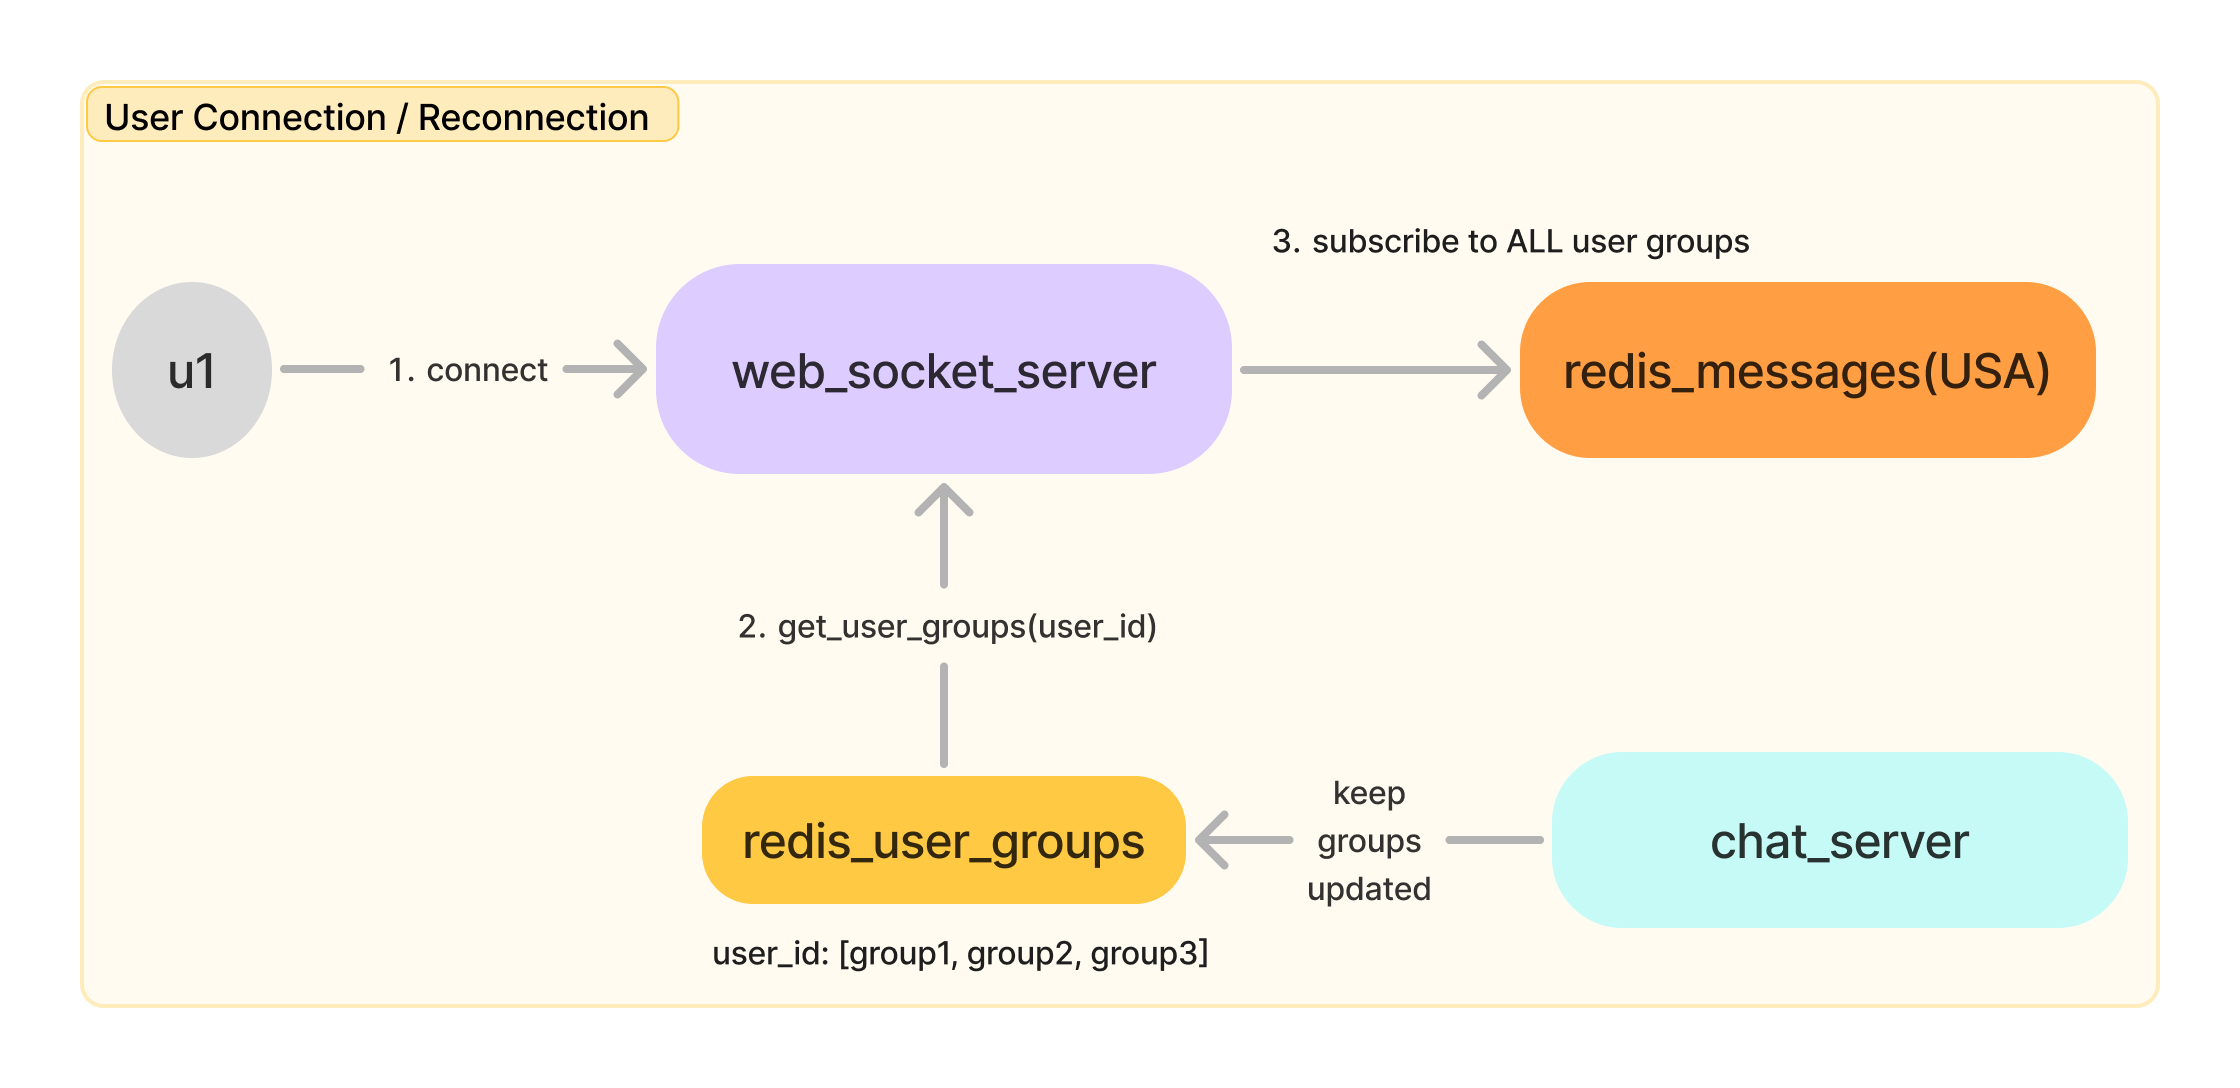 User Connection / Reconnection
3. subscribe to ALL user groups
u1
1. connect
web_socket_server
redis_messages(USA)
2. get_user_groups(user_id)
redis_user_groups
keep
groups
updated
chat_server
user_id: [group1, group2, group3]